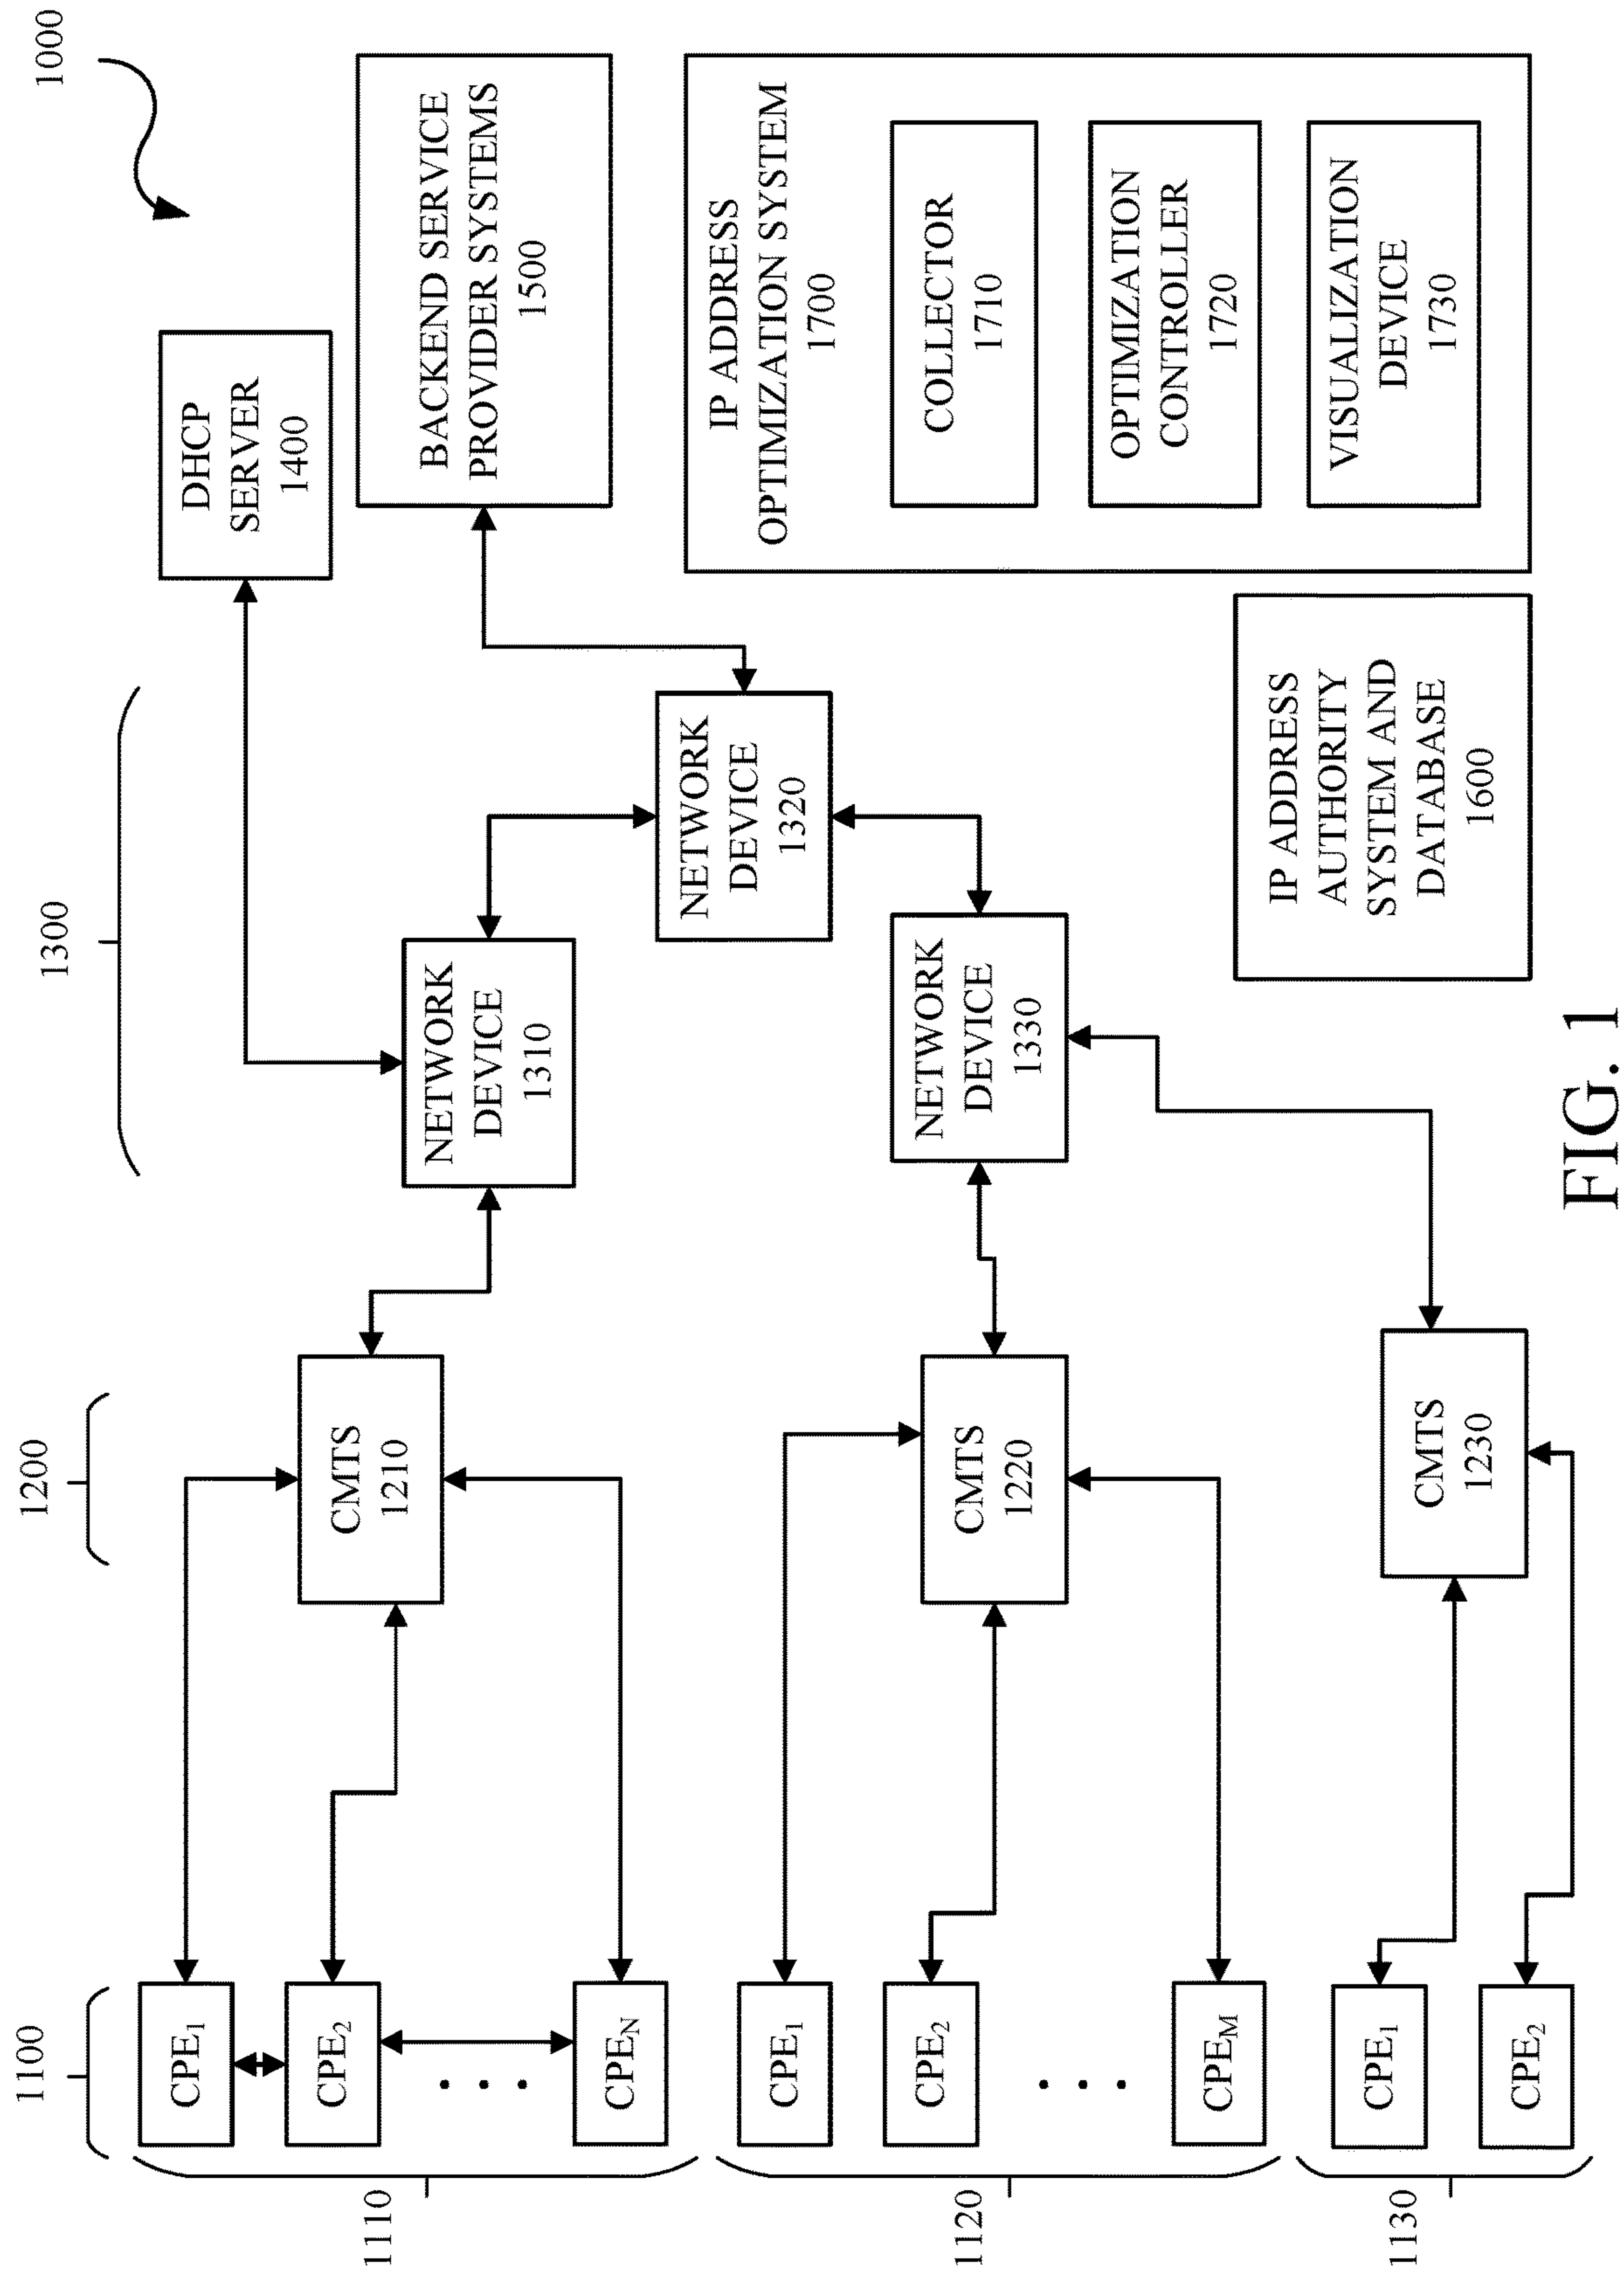 1000
1100
1200
1300
DHCP
SERVER
1400
BACKEND SERVICE
PROVIDER SYSTEMS
1500
1110
CPE1
CPE2
. . .
CPEN
CMTS
1210
NETWORK
DEVICE
1310
NETWORK
DEVICE
1320
1120
CPE1
CPE2
. . .
CPEM
CMTS
1220
NETWORK
DEVICE
1330
1130
CPE1
CPE2
CMTS
1230
IP ADDRESS
AUTHORITY
SYSTEM AND
DATABASE
1600
IP ADDRESS
OPTIMIZATION SYSTEM
1700
COLLECTOR
1710
OPTIMIZATION
CONTROLLER
1720
VISUALIZATION
DEVICE
1730
FIG. 1